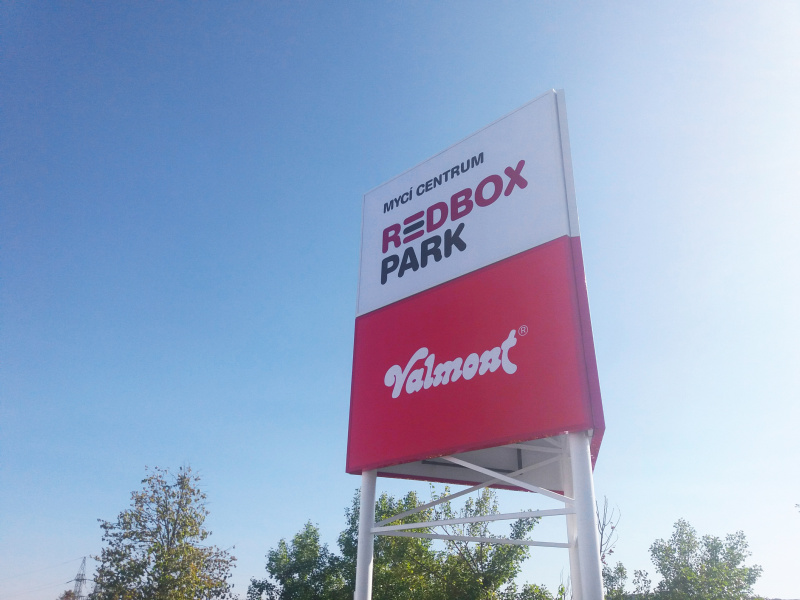 MYCÍ CENTRUM
REDBOX
PARK
Valmont®